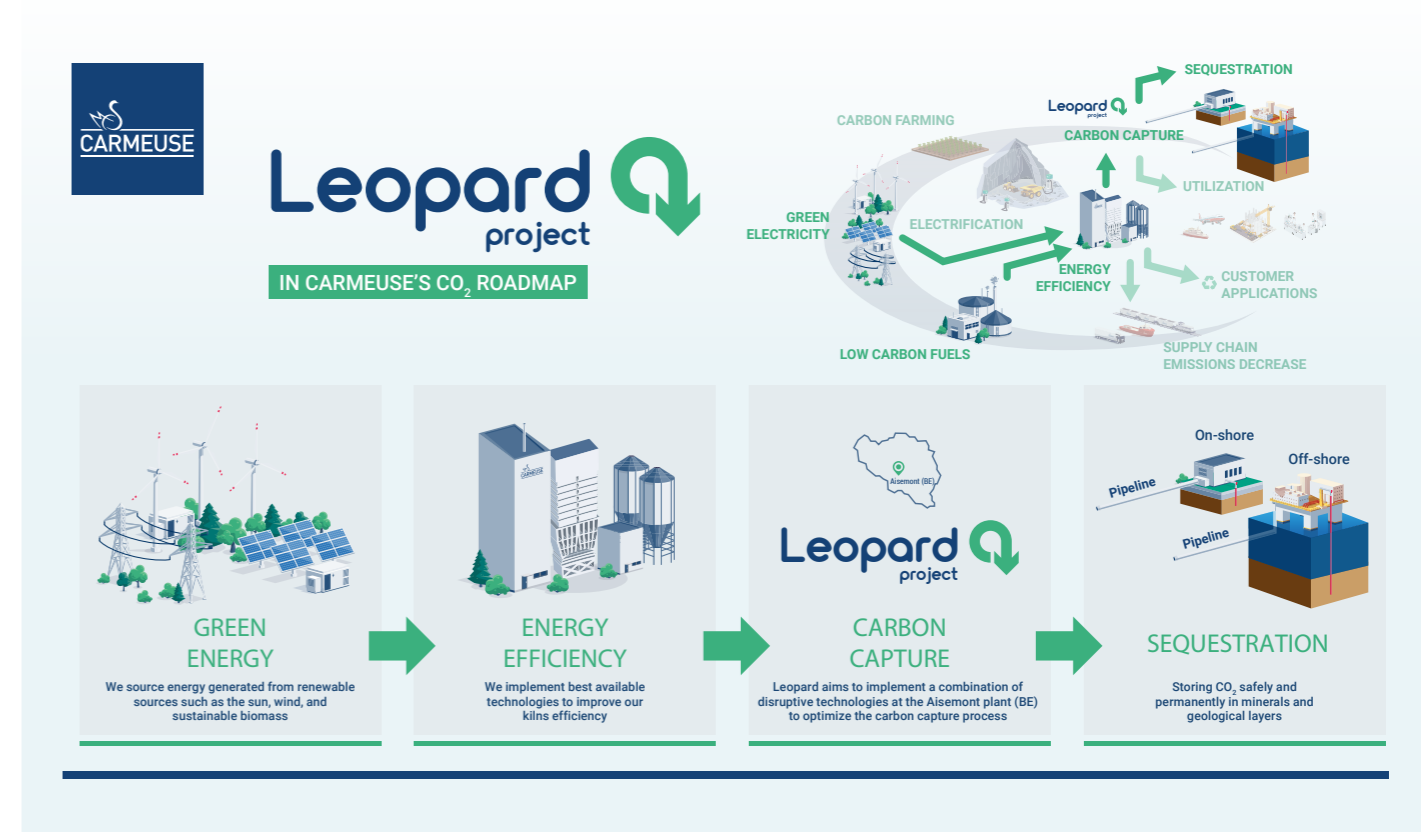 CARMEUSE
Leopard
project
IN CARMEUSE'S CO2 ROADMAP
SEQUESTRATION
Leopard
project
CARBON CAPTURE
CARBON FARMING
UTILIZATION
GREEN
ELECTRICITY
ELECTRIFICATION
ENERGY
EFFICIENCY
CUSTOMER
APPLICATIONS
LOW CARBON FUELS
SUPPLY CHAIN
EMISSIONS DECREASE
GREEN
ENERGY
We source energy generated from renewable
sources such as the sun, wind, and
sustainable biomass
CARMEUSE
ENERGY
EFFICIENCY
We implement best available
technologies to improve our
kilns efficiency
Aisemont (BE)
Leopard
project
CARBON
CAPTURE
Leopard aims to implement a combination of
disruptive technologies at the Aisemont plant (BE)
to optimize the carbon capture process
On-shore
Off-shore
Pipeline
Pipeline
SEQUESTRATION
Storing CO2 safely and
permanently in minerals and
geological layers